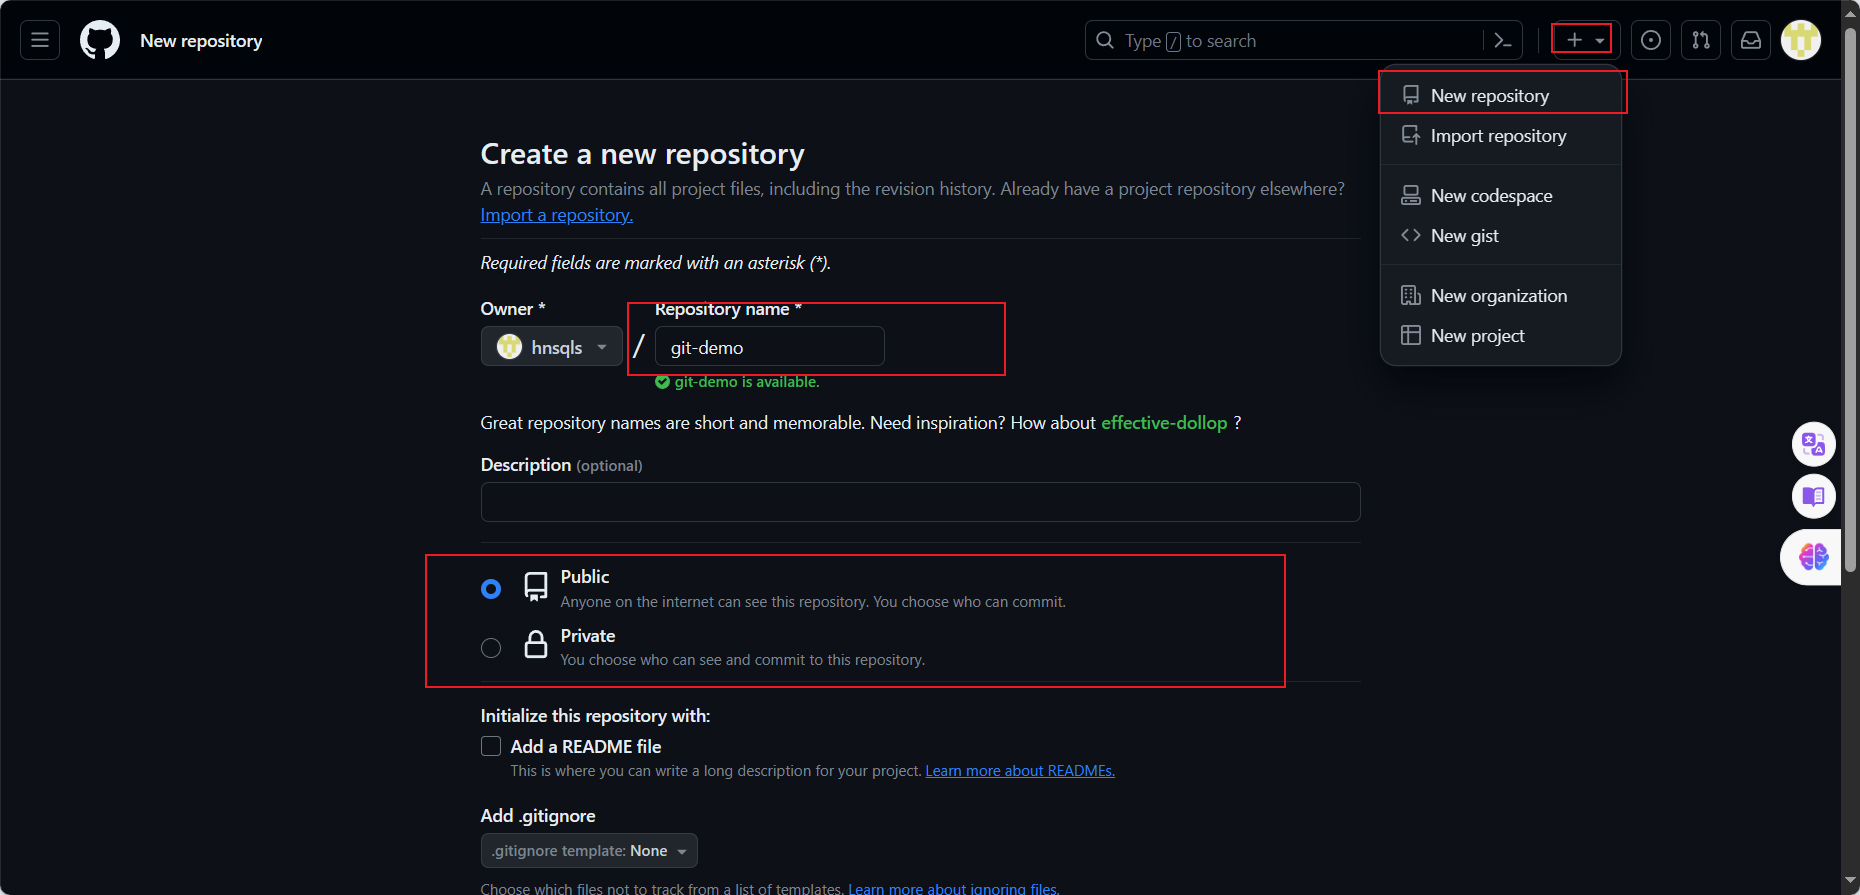 New repository
Type / to search
New repository
Import repository
New codespace
New gist
New organization
New project
Create a new repository
A repository contains all project files, including the revision history. Already have a project repository elsewhere?
Import a repository.
Required fields are marked with an asterisk (*).
Owner *
Repository name *
hnsqls
/
git-demo
git-demo is available.
Great repository names are short and memorable. Need inspiration? How about effective-dollop ?
Description (optional)
Public
Anyone on the internet can see this repository. You choose who can commit.
Private
You choose who can see and commit to this repository.
Initialize this repository with:
Add a README file
This is where you can write a long description for your project. Learn more about READMEs.
Add .gitignore
.gitignore template: None
Choose which files not to track from a list of templates. Learn more about ignoring files.